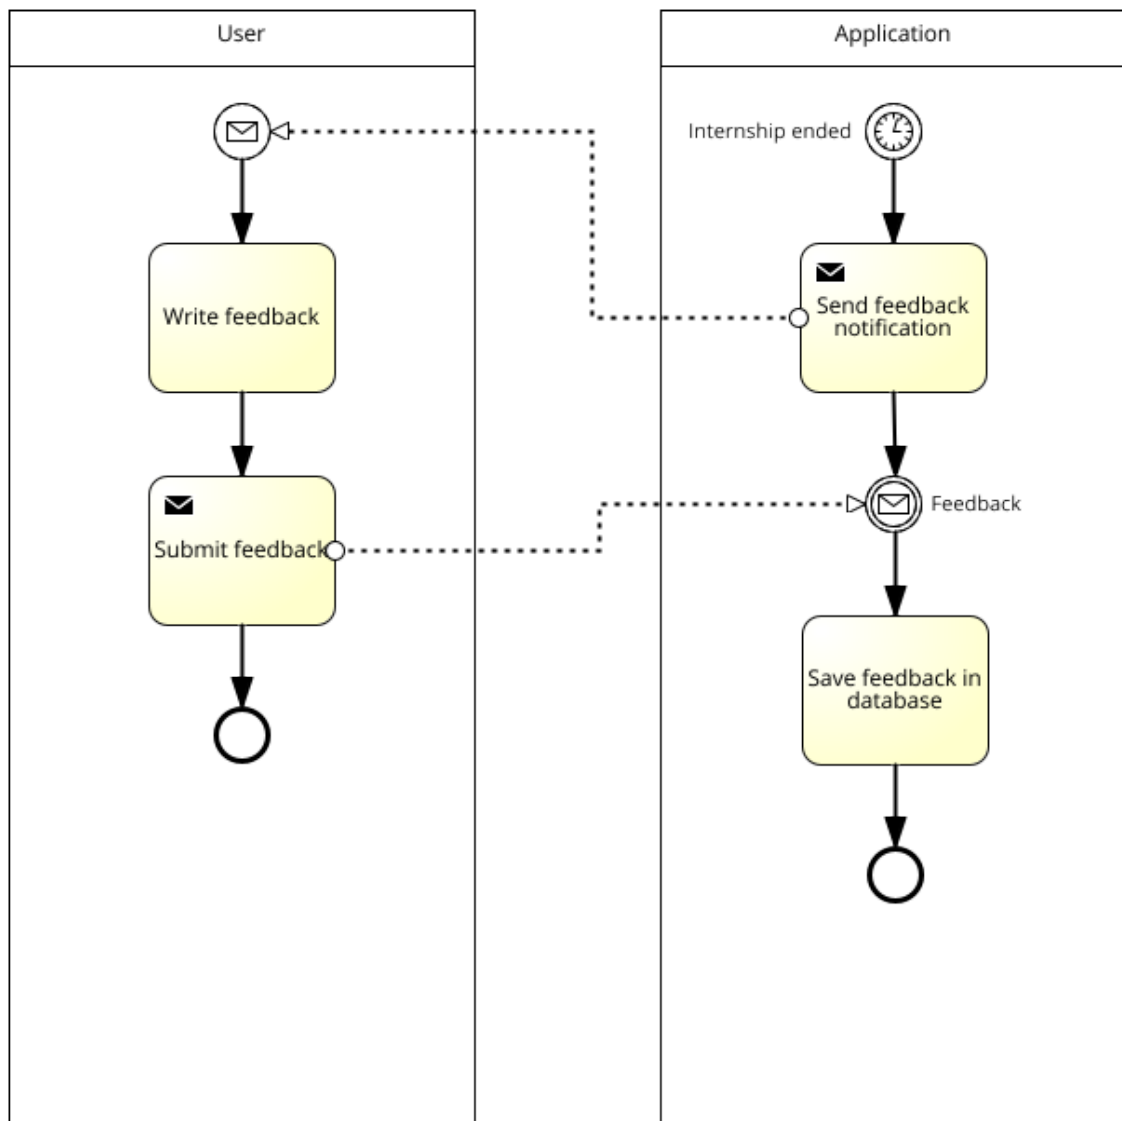 User
Application
Internship ended
Write feedback
Send feedback
notification
Submit feedback
Feedback
Save feedback in
database